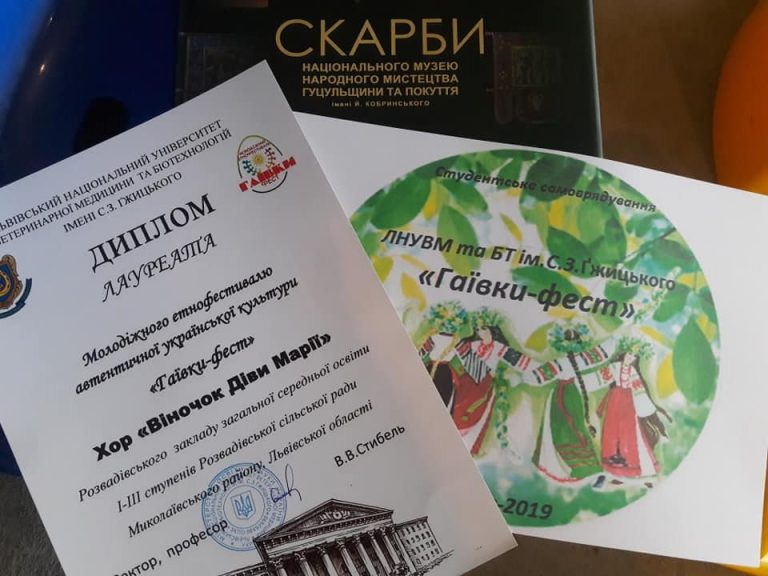 СКАРБИ
НАЦІОНАЛЬНОГО МУЗЕЮ
НАРОДНОГО МИСТЕЦТВА
ГУЦУЛЬЩИНИ ТА ПОКУТТЯ
імені Й. КОБРИНСЬКОГО
ЛЬВІВСЬКИЙ НАЦІОНАЛЬНИЙ УНІВЕРСИТЕТ
ВЕТЕРИНАРНОЇ МЕДИЦИНИ ТА БІОТЕХНОЛОГІЙ
ІМЕНІ С.З. ГЖИЦЬКОГО
ГАЇВКИ
ФЕСТ
ДИПЛОМ
ЛАУРЕАТА
Молодіжного етнофестивалю
автентичної української культури
«Гаївки-фест»
Хор «Віночок Діви Марії»
Розвадівського закладу загальної середньої освіти
І-ІІІ ступенів Розвадівської сільської ради
Миколаївського району, Львівської області
Ректор, професор
В.В.Стибель
Студентське самоврядування
ЛНУВМ та БТ ім.С.З.Ґжицького
«Гаївки-фест»
-2019